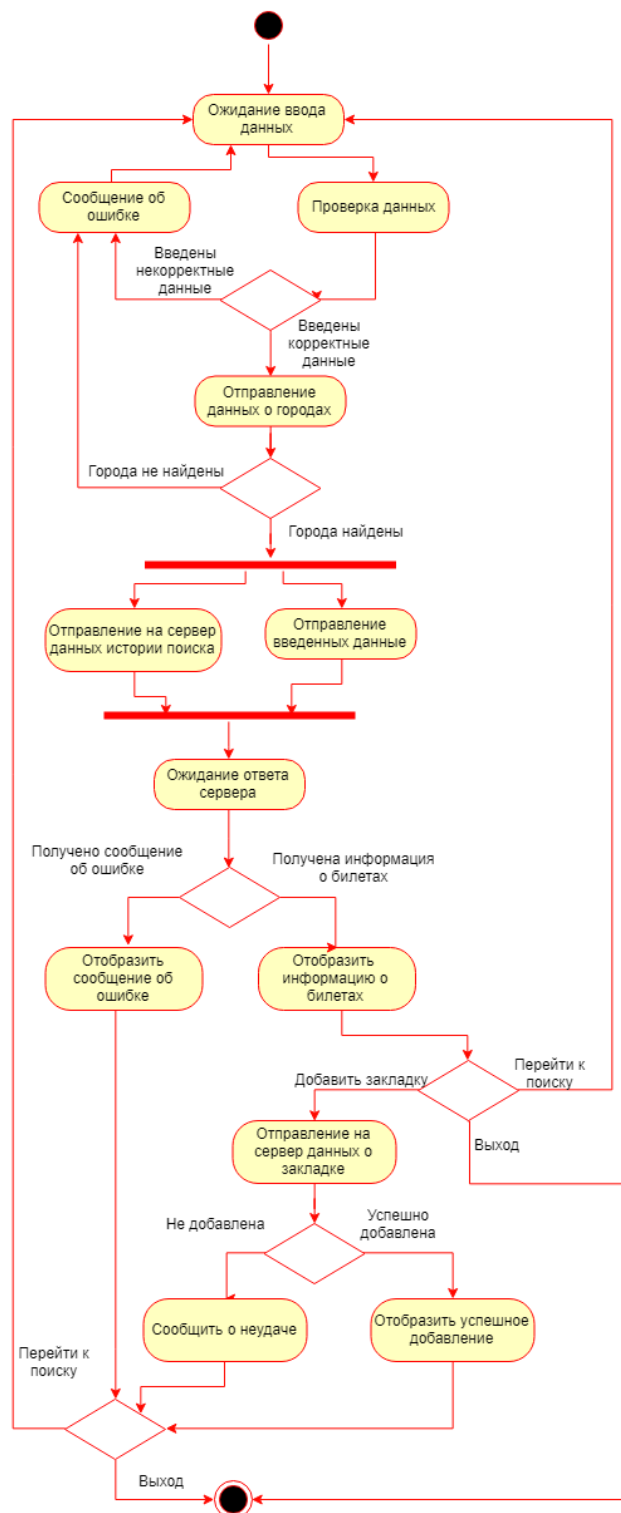 Ожидание ввода
данных
Сообщение об
ошибке
Проверка данных
Введены
некорректные
данные
Введены
корректные
данные
Отправление
данных о городах
Города не найдены
Города найдены
Отправление на сервер
данных истории поиска
Отправление
введенных данные
Ожидание ответа
сервера
Получено сообщение
об ошибке
Получена информация
о билетах
Отобразить
сообщение об
ошибке
Отобразить
информацию о
билетах
Добавить закладку
Перейти к
поиску
Отправление на
сервер данных о
закладке
Выход
Не добавлена
Успешно
добавлена
Сообщить о неудаче
Отобразить успешное
добавление
Перейти к
поиску
Выход